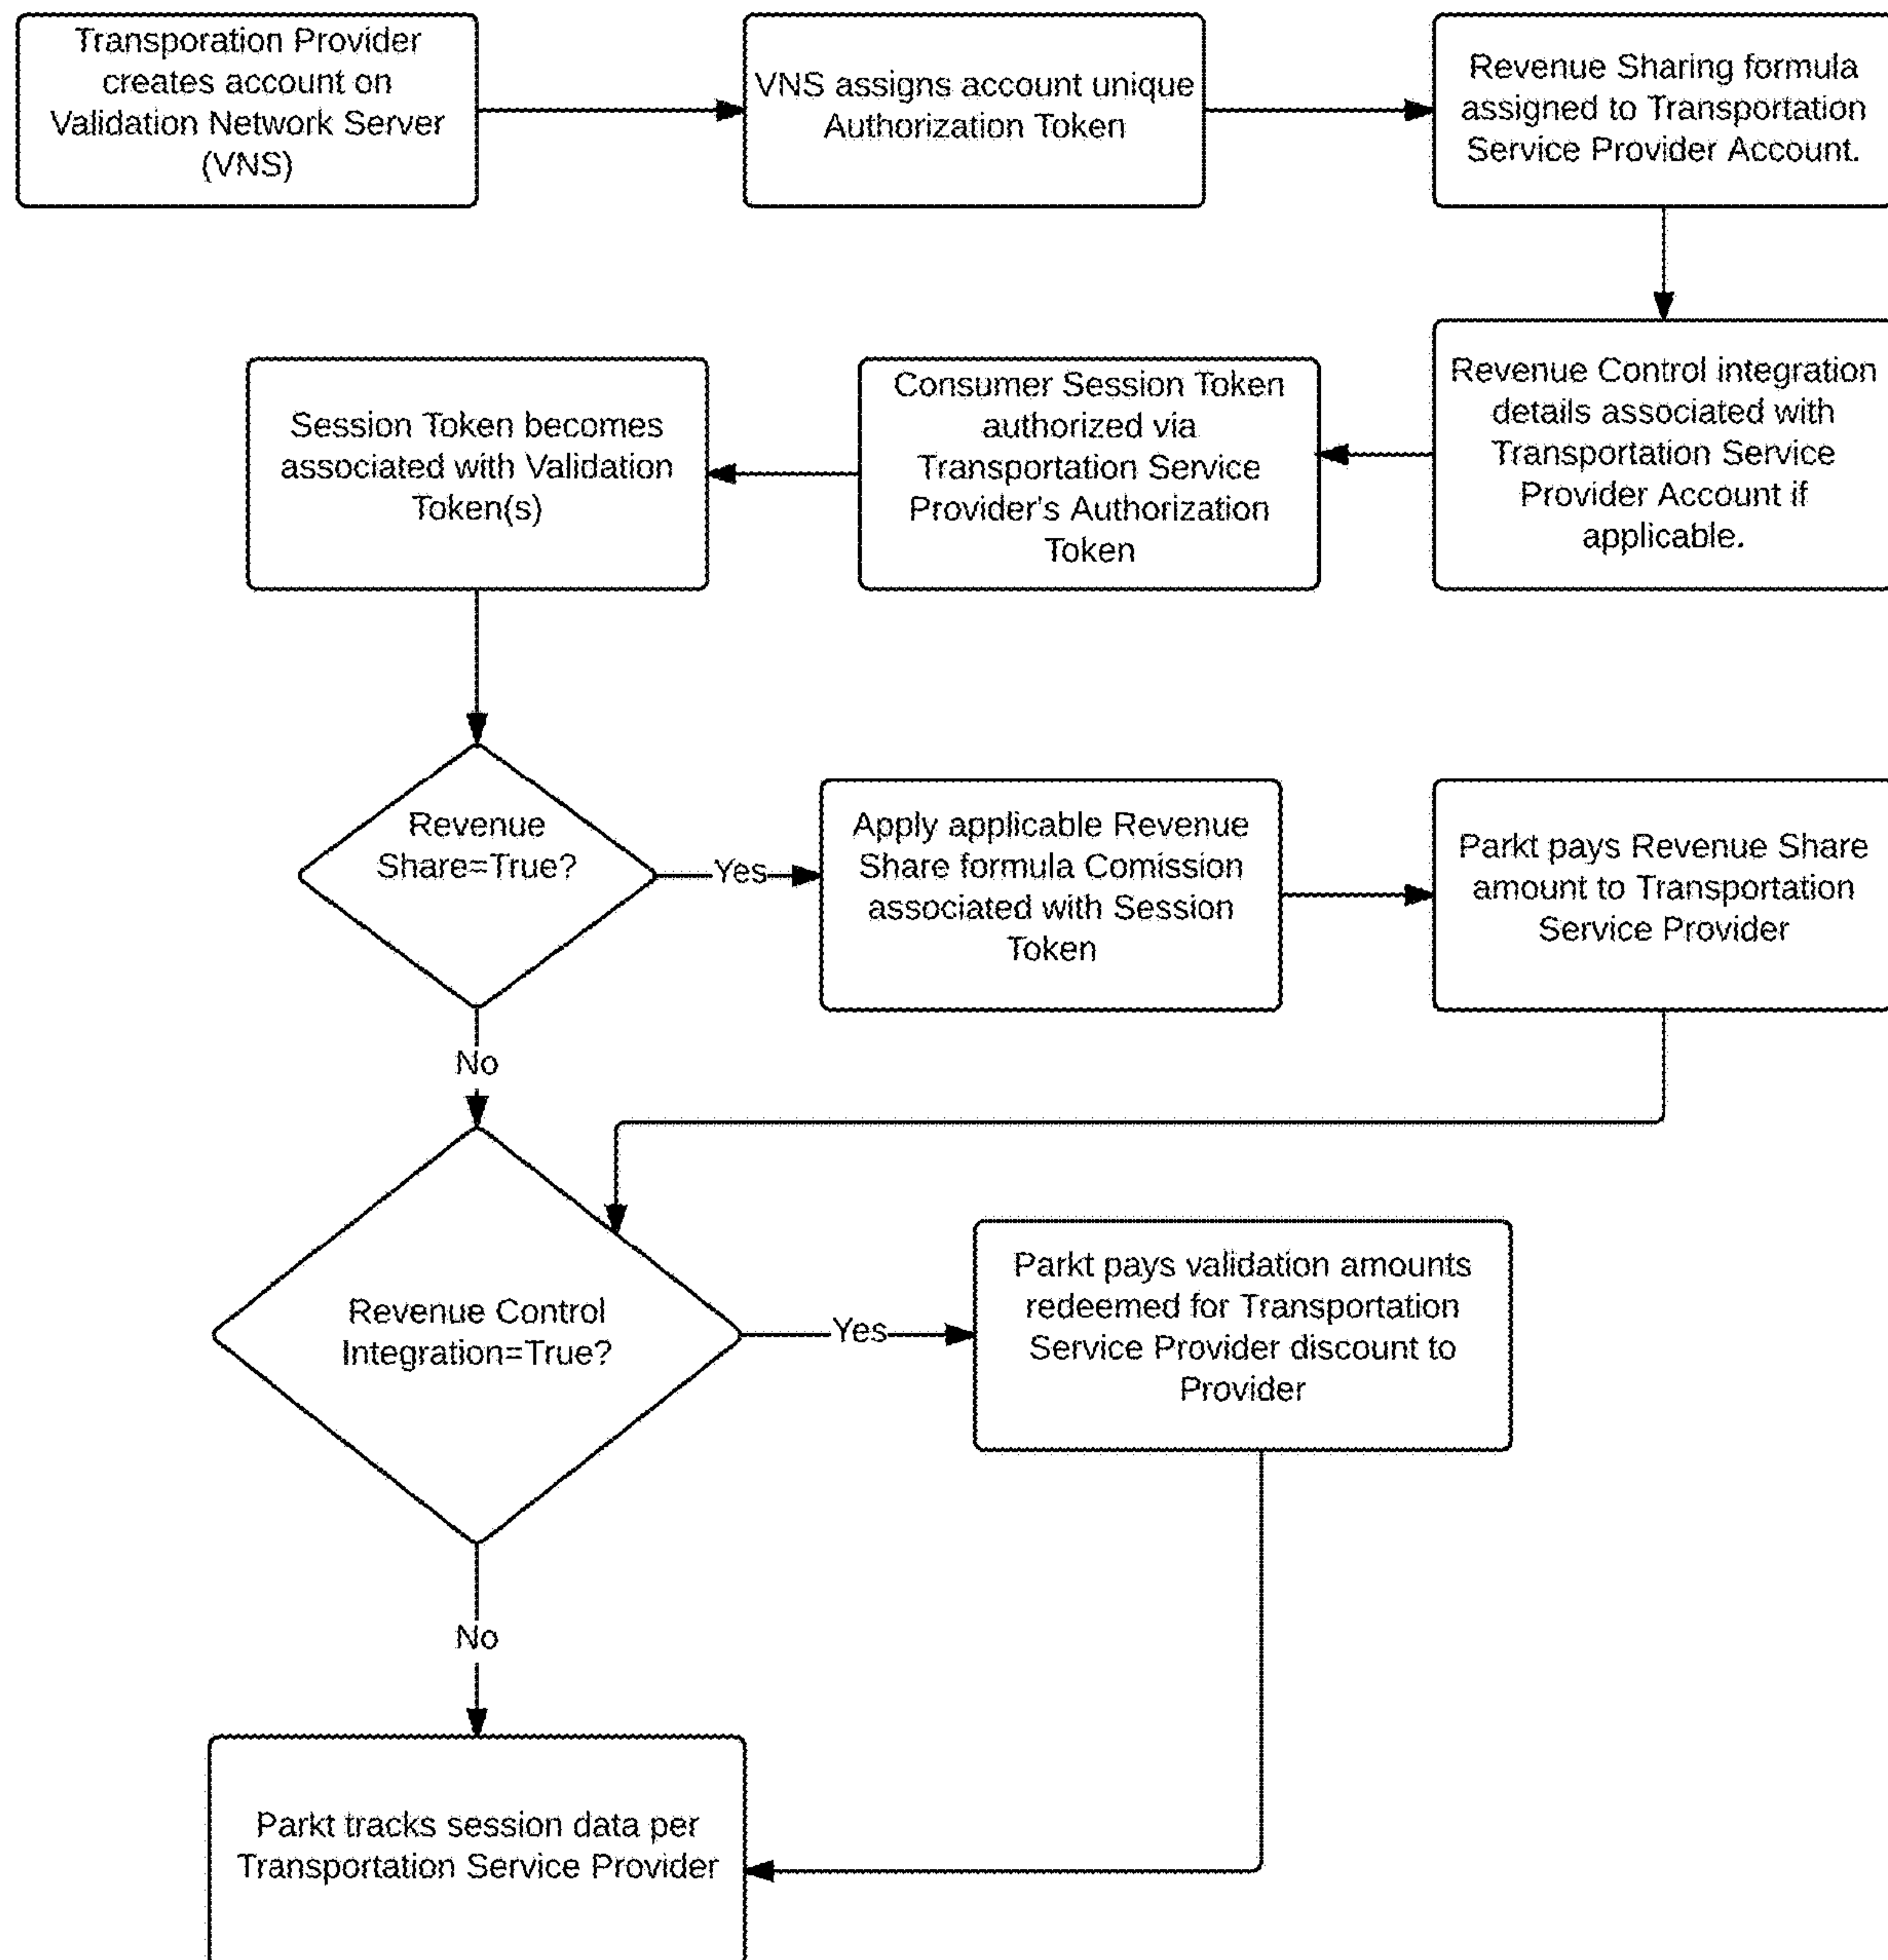 Transporation Provider
creates account on
Validation Network Server
(VNS)
VNS assigns account unique
Authorization Token
Revenue Sharing formula
assigned to Transportation
Service Provider Account.
Revenue Control integration
details associated with
Transportation Service
Provider Account if
applicable.
Consumer Session Token
authorized via
Transportation Service
Provider's Authorization
Token
Session Token becomes
associated with Validation
Token(s)
Revenue
Share=True?
Yes
Apply applicable Revenue
Share formula Comission
associated with Session
Token
Parkt pays Revenue Share
amount to Transportation
Service Provider
No
Revenue Control
Integration=True?
Yes
Parkt pays validation amounts
redeemed for Transportation
Service Provider discount to
Provider
No
Parkt tracks session data per
Transportation Service Provider